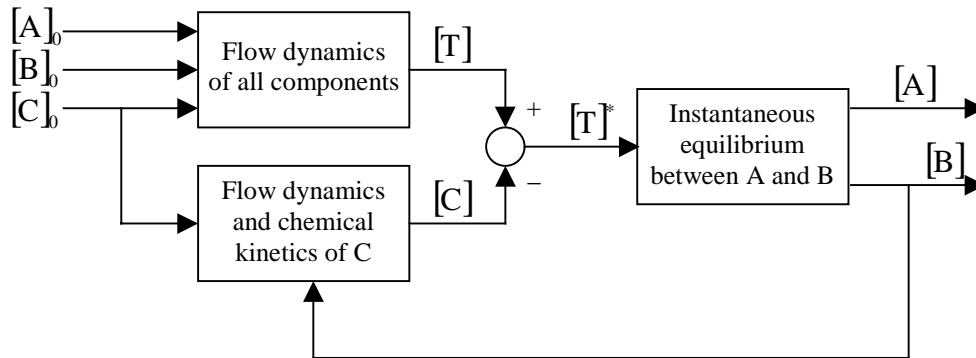 [A]₀
[B]₀
[C]₀
Flow dynamics
of all components
[T]
+
−
[T]*
Instantaneous
equilibrium
between A and B
[A]
[B]
Flow dynamics
and chemical
kinetics of C
[C]